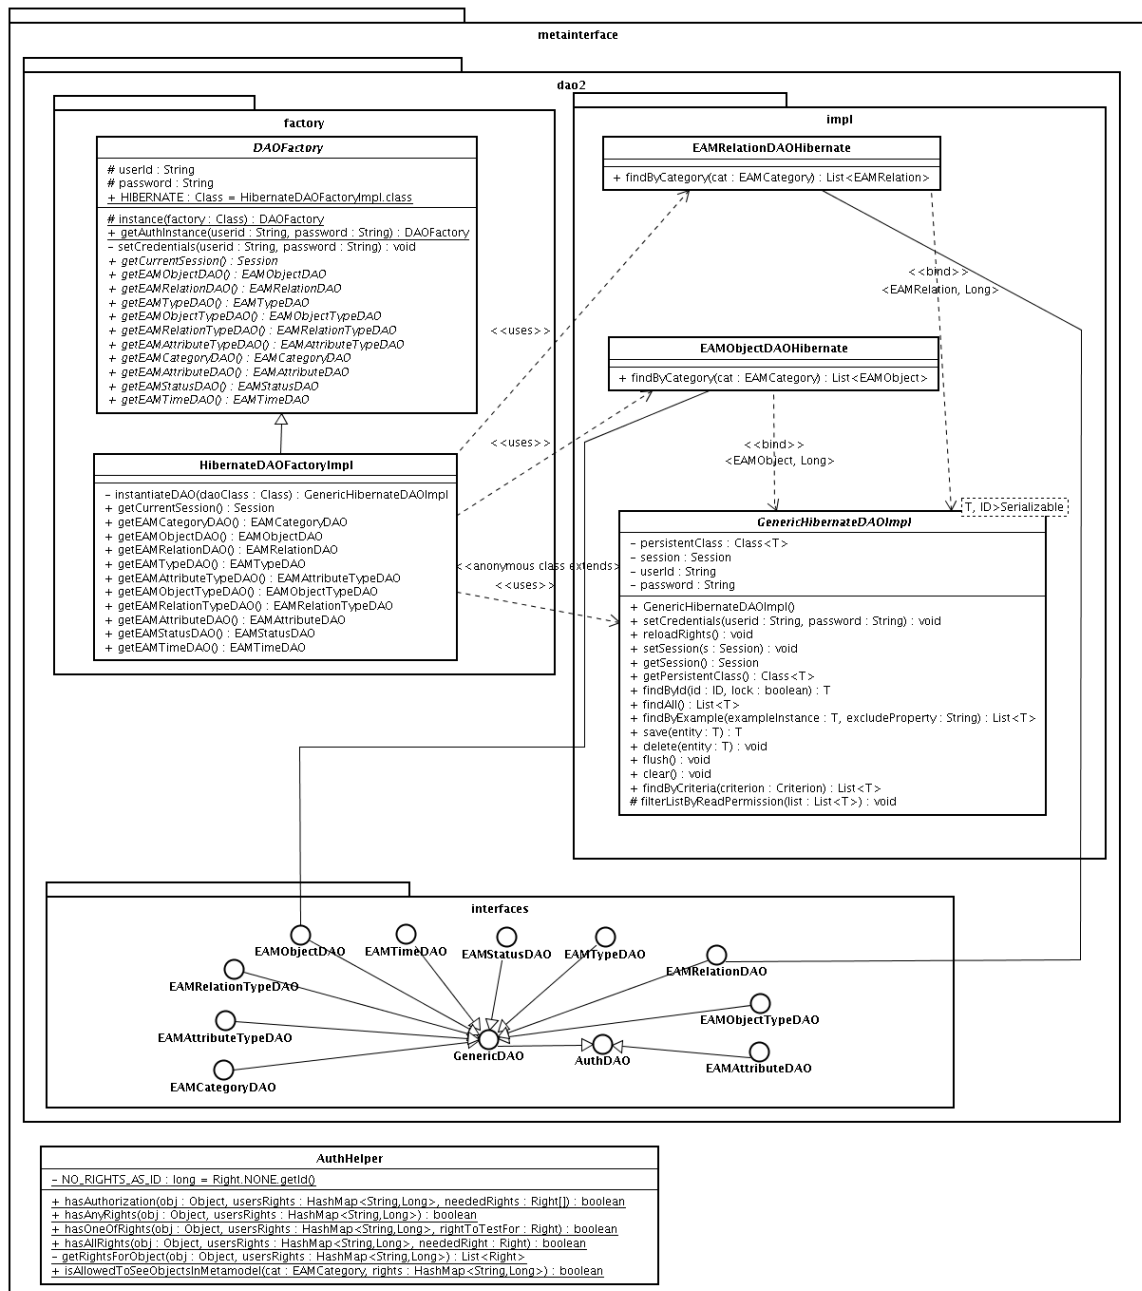 metainterface
dao2
factory
DAOFactory
# userId : String
# password : String
+ HIBERNATE : Class = HibernateDAOFactoryImpl.class
# instance(factory : Class) : DAOFactory
+ getAuthInstance(userid : String, password : String) : DAOFactory
- setCredentials(userid : String, password : String) : void
+ getCurrentSession() : Session
+ getEAMObjectDAO() : EAMObjectDAO
+ getEAMRelationDAO() : EAMRelationDAO
+ getEAMTypeDAO() : EAMTypeDAO
+ getEAMObjectTypeDAO() : EAMObjectTypeDAO
+ getEAMRelationTypeDAO() : EAMRelationTypeDAO
+ getEAMAttributeTypeDAO() : EAMAttributeTypeDAO
+ getEAMCategoryDAO() : EAMCategoryDAO
+ getEAMAttributeDAO() : EAMAttributeDAO
+ getEAMStatusDAO() : EAMStatusDAO
+ getEAMTimeDAO() : EAMTimeDAO
HibernateDAOFactoryImpl
- instantiateDAO(daoClass : Class) : GenericHibernateDAOImpl
+ getCurrentSession() : Session
+ getEAMCategoryDAO() : EAMCategoryDAO
+ getEAMObjectDAO() : EAMObjectDAO
+ getEAMRelationDAO() : EAMRelationDAO
+ getEAMTypeDAO() : EAMTypeDAO
+ getEAMAttributeTypeDAO() : EAMAttributeTypeDAO
+ getEAMObjectTypeDAO() : EAMObjectTypeDAO
+ getEAMRelationTypeDAO() : EAMRelationTypeDAO
+ getEAMAttributeDAO() : EAMAttributeDAO
+ getEAMStatusDAO() : EAMStatusDAO
+ getEAMTimeDAO() : EAMTimeDAO
<<uses>>
<<uses>>
<<anonymous class extends>
<<uses>>
impl
EAMRelationDAOHibernate
+ findByCategory(cat : EAMCategory) : List<EAMRelation>
<<bind>>
<EAMRelation, Long>
EAMObjectDAOHibernate
+ findByCategory(cat : EAMCategory) : List<EAMObject>
<<bind>>
<EAMObject, Long>
T, ID>Serializable
GenericHibernateDAOImpl
- persistentClass : Class<T>
- session : Session
- userId : String
- password : String
+ GenericHibernateDAOImpl()
+ setCredentials(userid : String, password : String) : void
+ reloadRights() : void
+ setSession(s : Session) : void
+ getSession() : Session
+ getPersistentClass() : Class<T>
+ findById(id : ID, lock : boolean) : T
+ findAll() : List<T>
+ findByExample(exampleInstance : T, excludeProperty : String) : List<T>
+ save(entity : T) : T
+ delete(entity : T) : void
+ flush() : void
+ clear() : void
+ findByCriteria(criterion : Criterion) : List<T>
# filterListByReadPermission(list : List<T>) : void
interfaces
EAMObjectDAO
EAMTimeDAO
EAMStatusDAO
EAMTypeDAO
EAMRelationDAO
EAMRelationTypeDAO
EAMObjectTypeDAO
EAMAttributeTypeDAO
GenericDAO
AuthDAO
EAMAttributeDAO
EAMCategoryDAO
AuthHelper
- NO_RIGHTS_AS_ID : long = Right.NONE.getId()
+ hasAuthorization(obj : Object, usersRights : HashMap<String,Long>, neededRights : Right[]) : boolean
+ hasAnyRights(obj : Object, usersRights : HashMap<String,Long>) : boolean
+ hasOneOfRights(obj : Object, usersRights : HashMap<String,Long>, rightToTestFor : Right) : boolean
+ hasAllRights(obj : Object, usersRights : HashMap<String,Long>, neededRight : Right) : boolean
- getRightsForObject(obj : Object, usersRights : HashMap<String,Long>) : List<Right>
+ isAllowedToSeeObjectsInMetamodel(cat : EAMCategory, rights : HashMap<String,Long>) : boolean